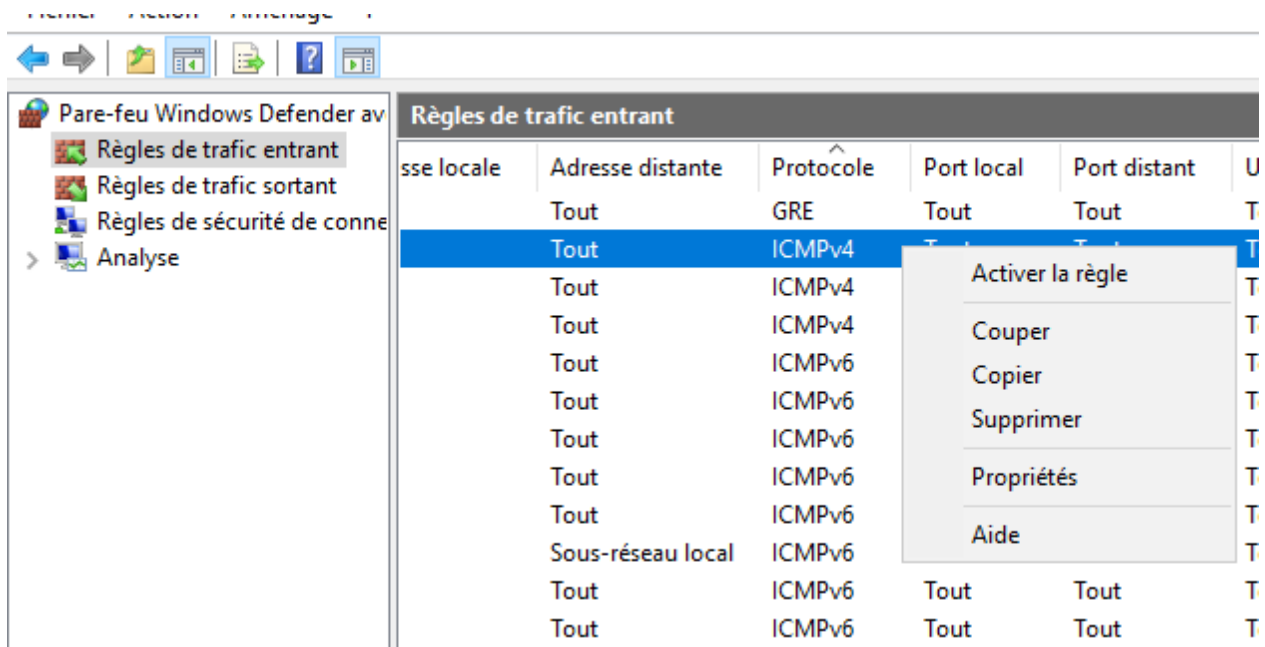 Fichier Action Affichage ?
Pare-feu Windows Defender av
Règles de trafic entrant
Règles de trafic sortant
Règles de sécurité de conne
Analyse
Règles de trafic entrant
sse locale Adresse distante Protocole Port local Port distant U
Tout GRE Tout Tout T
Tout ICMPv4 T
Tout ICMPv4 T
Tout ICMPv4 T
Tout ICMPv6 T
Tout ICMPv6 T
Tout ICMPv6 T
Tout ICMPv6 T
Tout ICMPv6 T
Sous-réseau local ICMPv6 T
Tout ICMPv6 Tout Tout T
Tout ICMPv6 Tout Tout T
Activer la règle
Couper
Copier
Supprimer
Propriétés
Aide